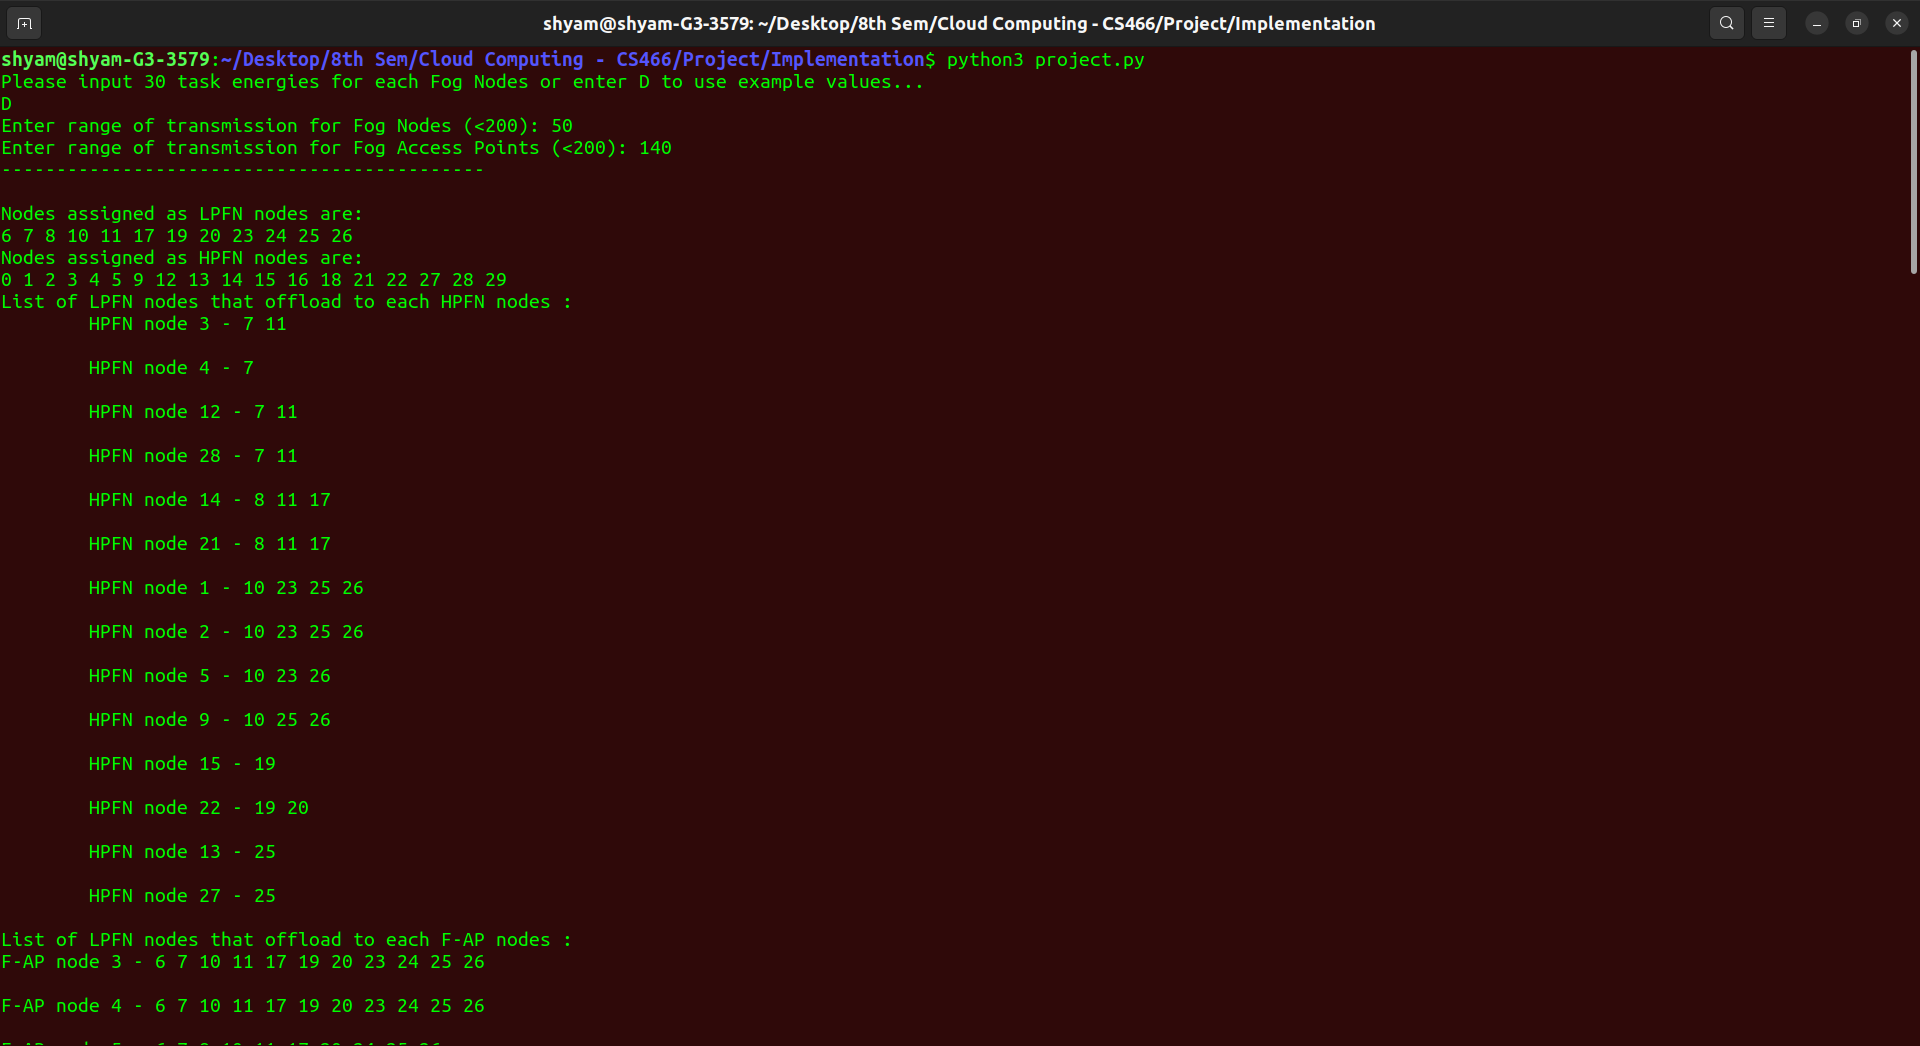 shyam@shyam-G3-3579: ~/Desktop/8th Sem/Cloud Computing - CS466/Project/Implementation
shyam@shyam-G3-3579:~/Desktop/8th Sem/Cloud Computing - CS466/Project/Implementation$ python3 project.py
Please input 30 task energies for each Fog Nodes or enter D to use example values...
D
Enter range of transmission for Fog Nodes (<200): 50
Enter range of transmission for Fog Access Points (<200): 140
--------------------------------------------
Nodes assigned as LPFN nodes are:
6 7 8 10 11 17 19 20 23 24 25 26
Nodes assigned as HPFN nodes are:
0 1 2 3 4 5 9 12 13 14 15 16 18 21 22 27 28 29
List of LPFN nodes that offload to each HPFN nodes :
HPFN node 3 - 7 11
HPFN node 4 - 7
HPFN node 12 - 7 11
HPFN node 28 - 7 11
HPFN node 14 - 8 11 17
HPFN node 21 - 8 11 17
HPFN node 1 - 10 23 25 26
HPFN node 2 - 10 23 25 26
HPFN node 5 - 10 23 26
HPFN node 9 - 10 25 26
HPFN node 15 - 19
HPFN node 22 - 19 20
HPFN node 13 - 25
HPFN node 27 - 25
List of LPFN nodes that offload to each F-AP nodes :
F-AP node 3 - 6 7 10 11 17 19 20 23 24 25 26
F-AP node 4 - 6 7 10 11 17 19 20 23 24 25 26